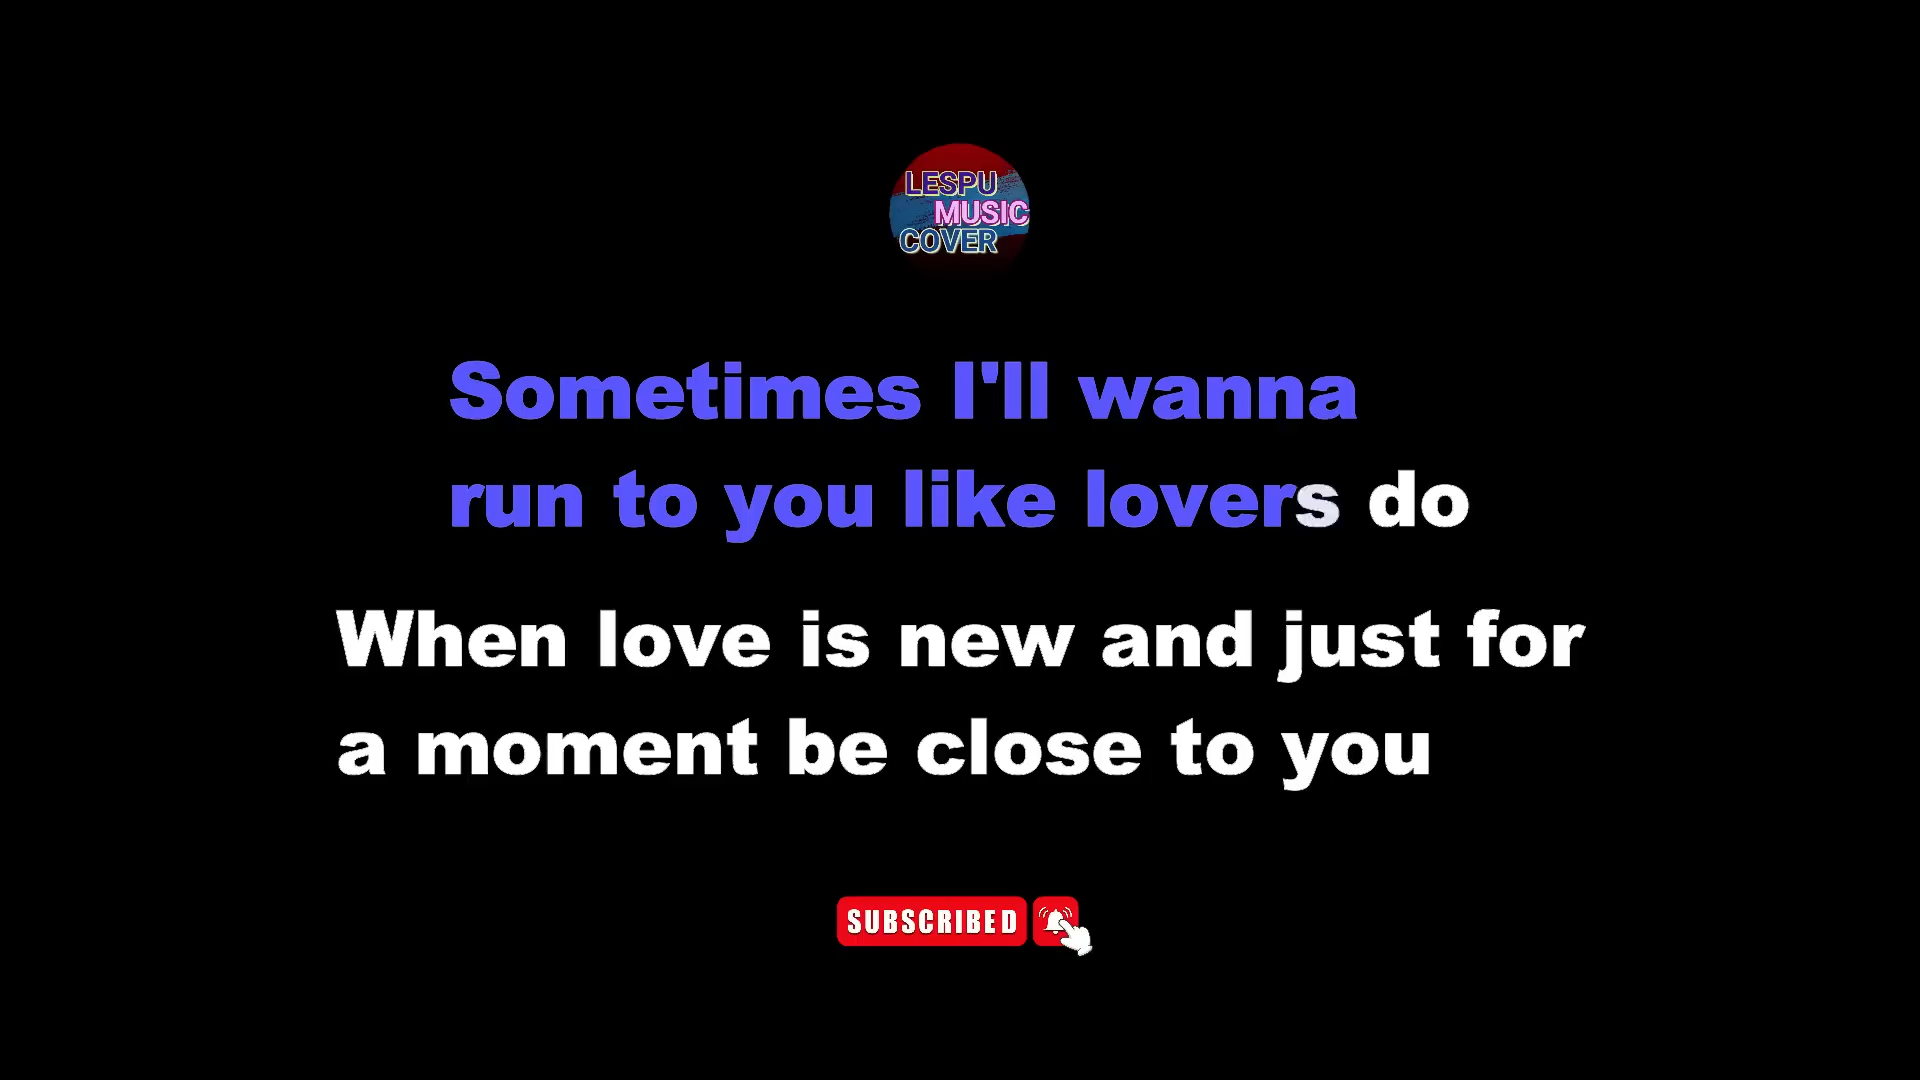 LESPU
MUSIC
COVER
Sometimes I'll wanna
run to you like lovers do
When love is new and just for
a moment be close to you
SUBSCRIBED